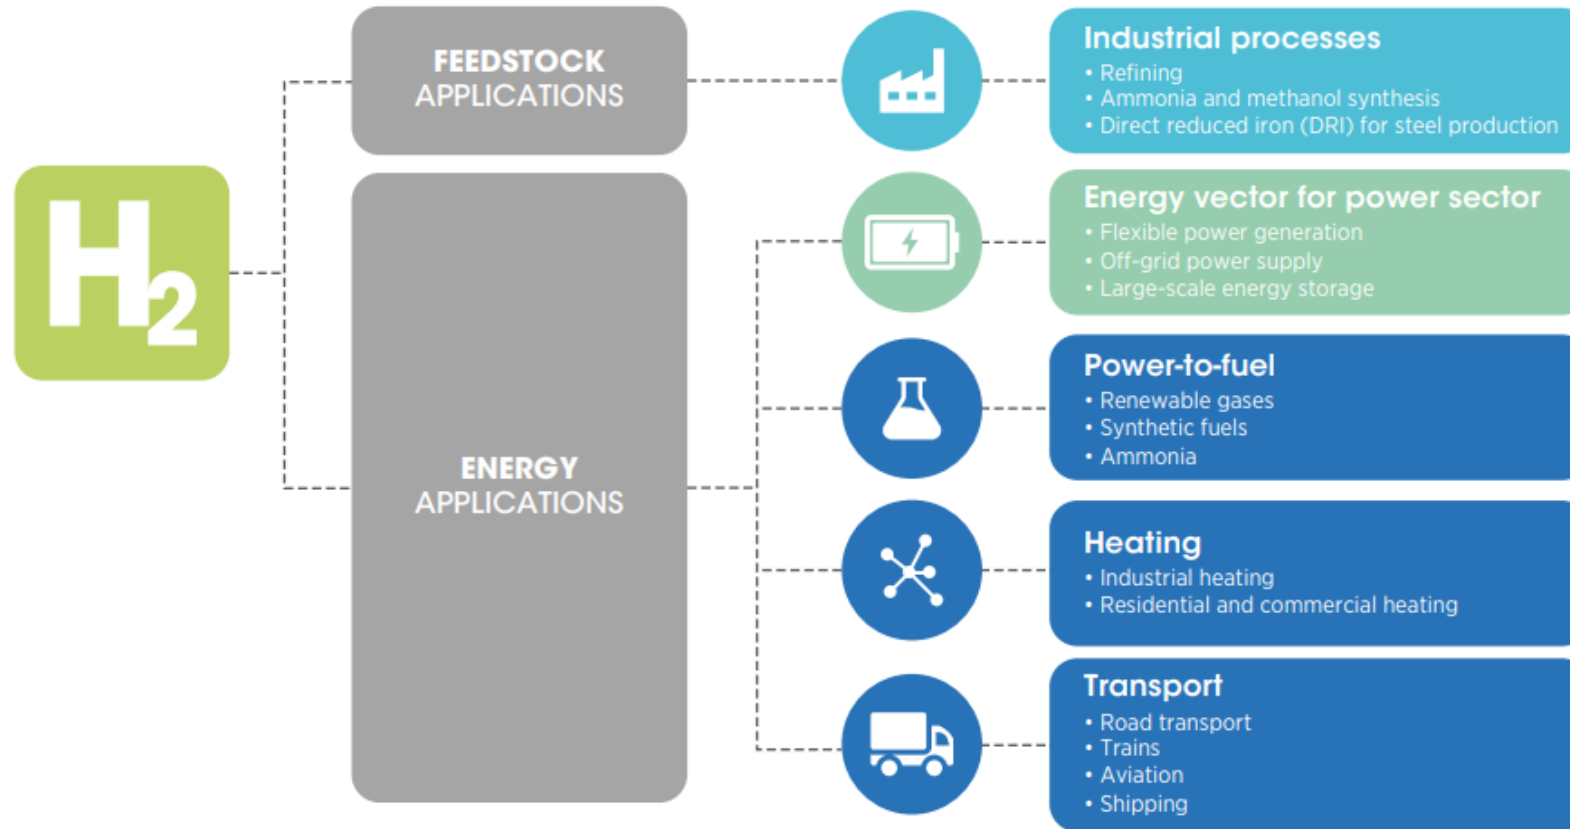 H2
FEEDSTOCK
APPLICATIONS
Industrial processes
• Refining
• Ammonia and methanol synthesis
• Direct reduced iron (DRI) for steel production
ENERGY
APPLICATIONS
Energy vector for power sector
• Flexible power generation
• Off-grid power supply
• Large-scale energy storage
Power-to-fuel
• Renewable gases
• Synthetic fuels
• Ammonia
Heating
• Industrial heating
• Residential and commercial heating
Transport
• Road transport
• Trains
• Aviation
• Shipping